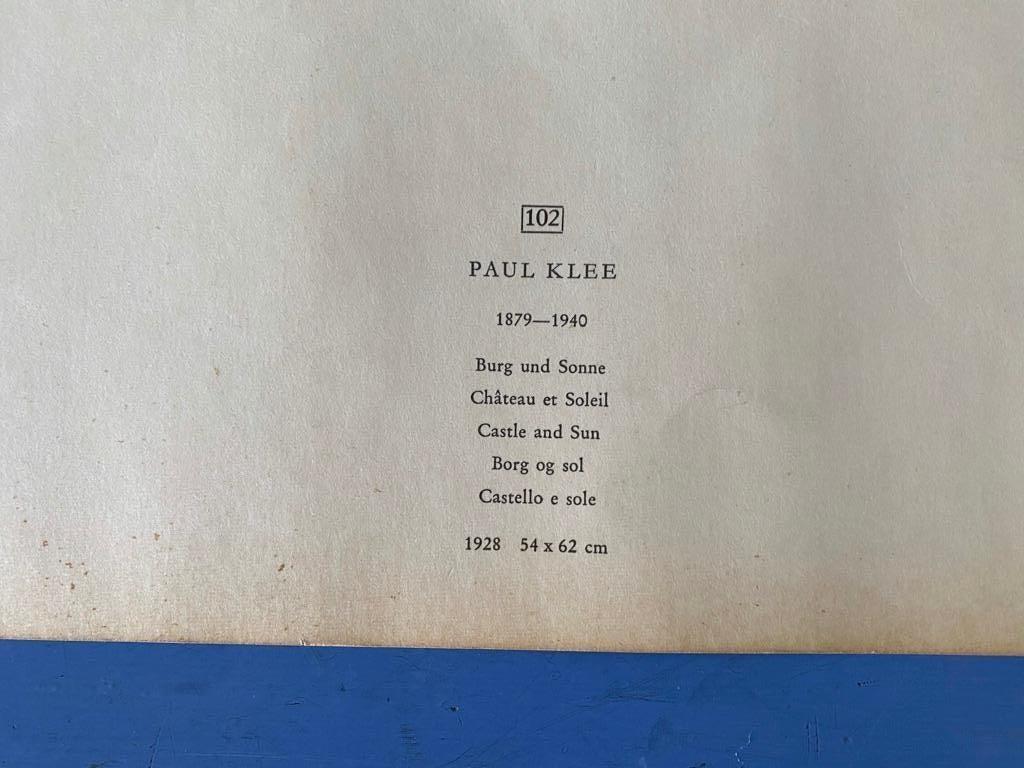 102
PAUL KLEE
1879—1940
Burg und Sonne
Château et Soleil
Castle and Sun
Borg og sol
Castello e sole
1928 54 x 62 cm